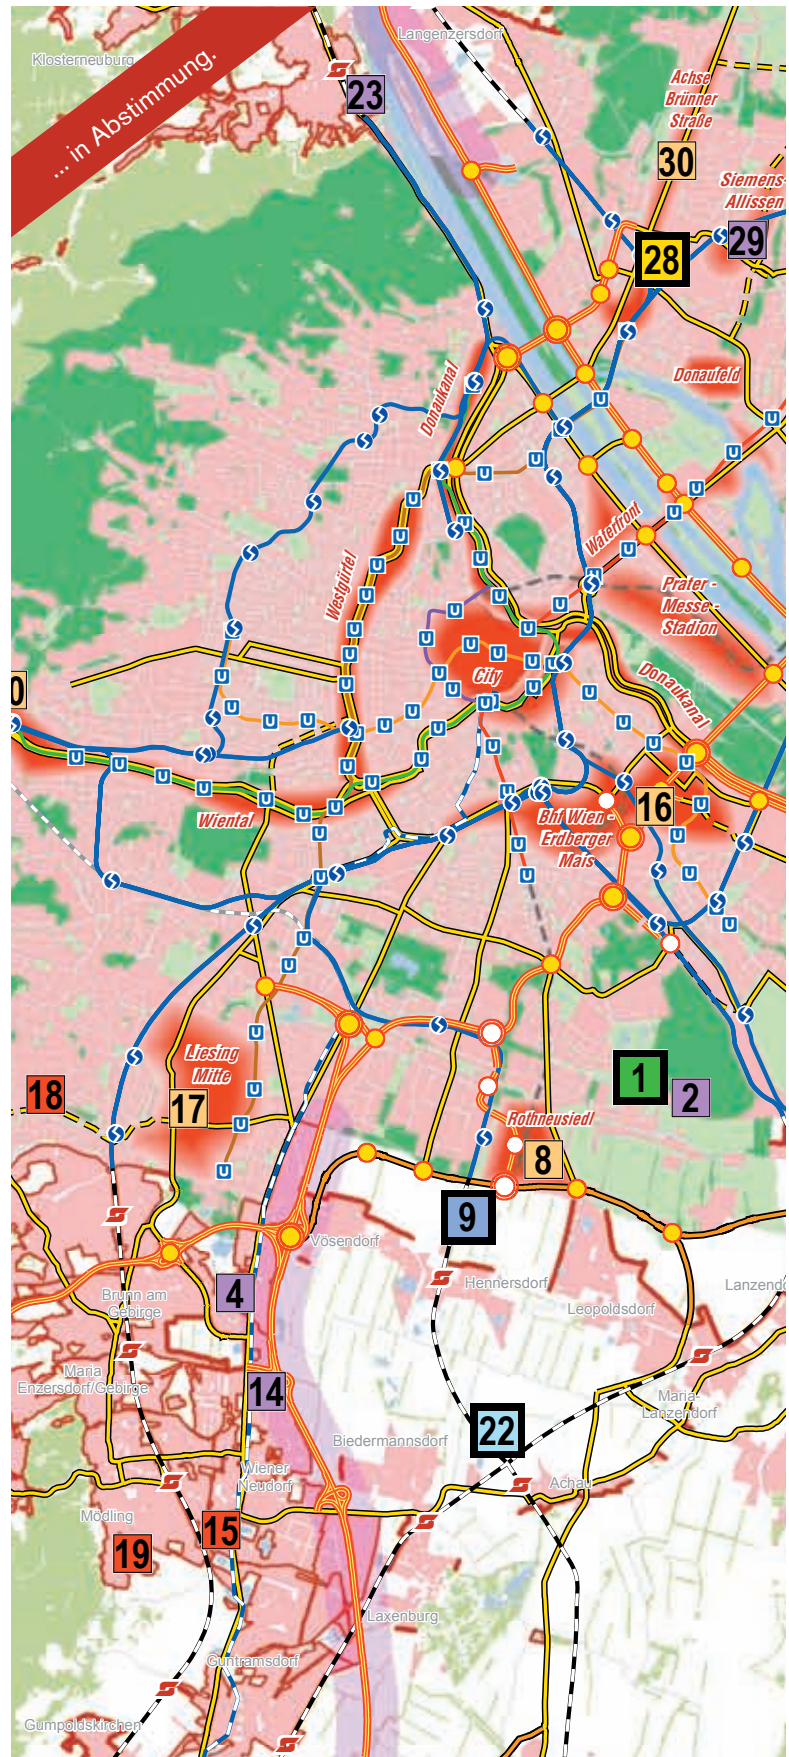 Klosterneuburg
... in Abstimmung.
Langenzersdorf
23
Achse
Brünner
Straße
30
Siemens-
Allissen
29
28
Donaufeld
Donaukanal
Westgürtel
Waterfront
Prater -
Messe -
Stadion
City
Donaukanal
0
Wiental
Bhf Wien -
Erdberger
Mais
16
Liesing
Mitte
18
17
1
2
Rothneusiedl
8
9
Vösendorf
Hennersdorf
Lanzendo
Leopoldsdorf
Brunn am
Gebirge
4
Maria
Enzersdorf/Gebirge
14
Maria-
Lanzendorf
22
Biedermannsdorf
Wiener
Neudorf
Achau
Mödling
15
19
Laxenburg
Guntramsdorf
Gumpoldskirchen